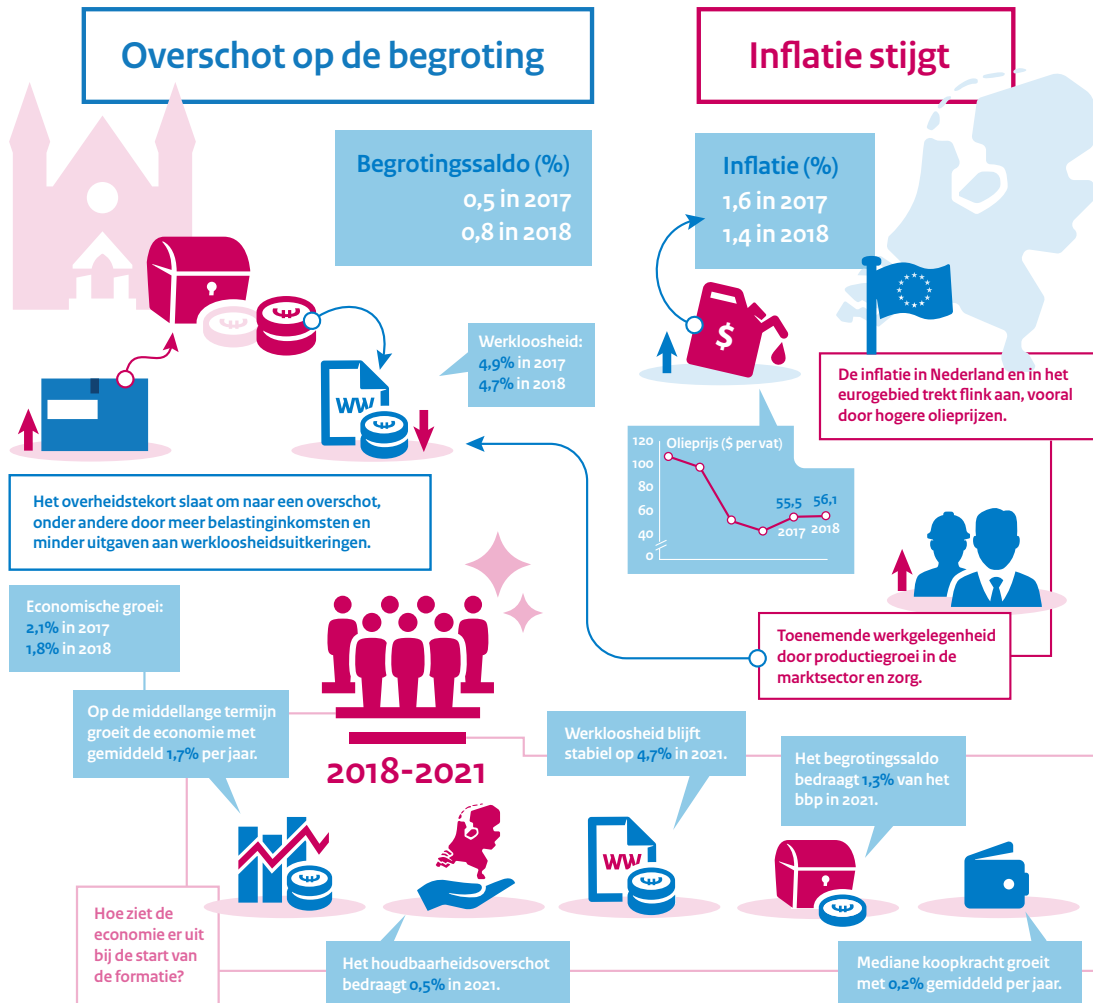 Overschot op de begroting
Begrotingssaldo (%)
0,5 in 2017
0,8 in 2018
Werkloosheid:
4,9% in 2017
4,7% in 2018
WW
Het overheidstekort slaat om naar een overschot,
onder andere door meer belastinginkomsten en
minder uitgaven aan werkloosheidsuitkeringen.
Inflatie stijgt
Inflatie (%)
1,6 in 2017
1,4 in 2018
$
De inflatie in Nederland en in het
eurogebied trekt flink aan, vooral
door hogere olieprijzen.
Olieprijs ($ per vat)
120
100
80
60
40
0
55,5
56,1
2017
2018
Toenemende werkgelegenheid
door productiegroei in de
marktsector en zorg.
Economische groei:
2,1% in 2017
1,8% in 2018
Op de middellange termijn
groeit de economie met
gemiddeld 1,7% per jaar.
2018-2021
Werkloosheid blijft
stabiel op 4,7% in 2021.
Het begrotingssaldo
bedraagt 1,3% van het
bbp in 2021.
WW
Hoe ziet de
economie er uit
bij de start van
de formatie?
Het houdbaarheidsoverschot
bedraagt 0,5% in 2021.
Mediane koopkracht groeit
met 0,2% gemiddeld per jaar.